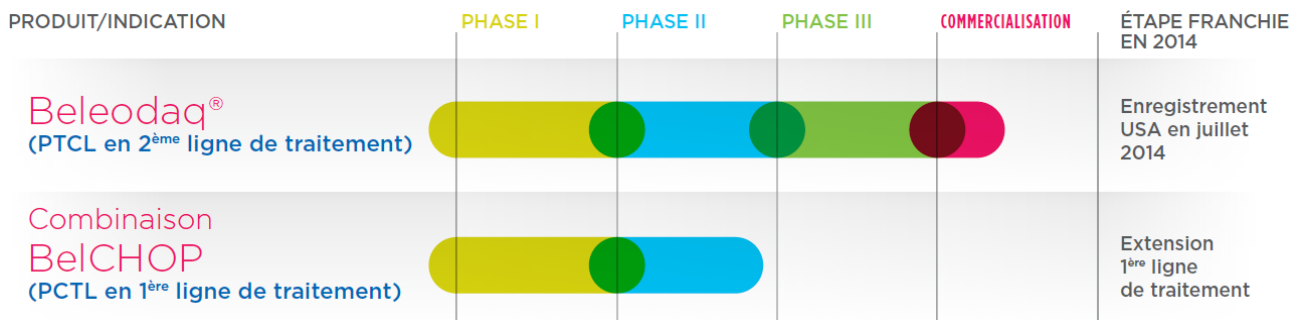 PRODUIT/INDICATION
PHASE I
PHASE II
PHASE III
COMMERCIALISATION
ÉTAPE FRANCHIE
EN 2014
Beleodaq®
(PTCL en 2ème ligne de traitement)
Enregistrement
USA en juillet
2014
Combinaison
BelCHOP
(PCTL en 1ère ligne de traitement)
Extension
1ère ligne
de traitement